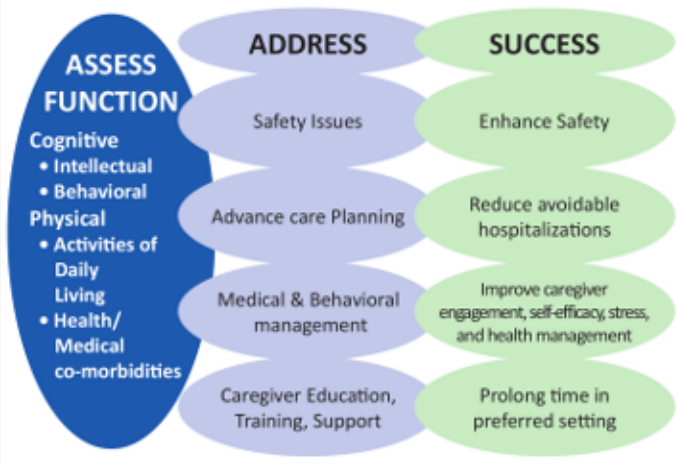 ASSESS
FUNCTION
Cognitive
• Intellectual
• Behavioral
Physical
• Activities of
Daily
Living
• Health/
Medical
co-morbidities
ADDRESS
Safety Issues
Advance care Planning
Medical & Behavioral
management
Caregiver Education,
Training, Support
SUCCESS
Enhance Safety
Reduce avoidable
hospitalizations
Improve caregiver
engagement, self-efficacy, stress,
and health management
Prolong time in
preferred setting